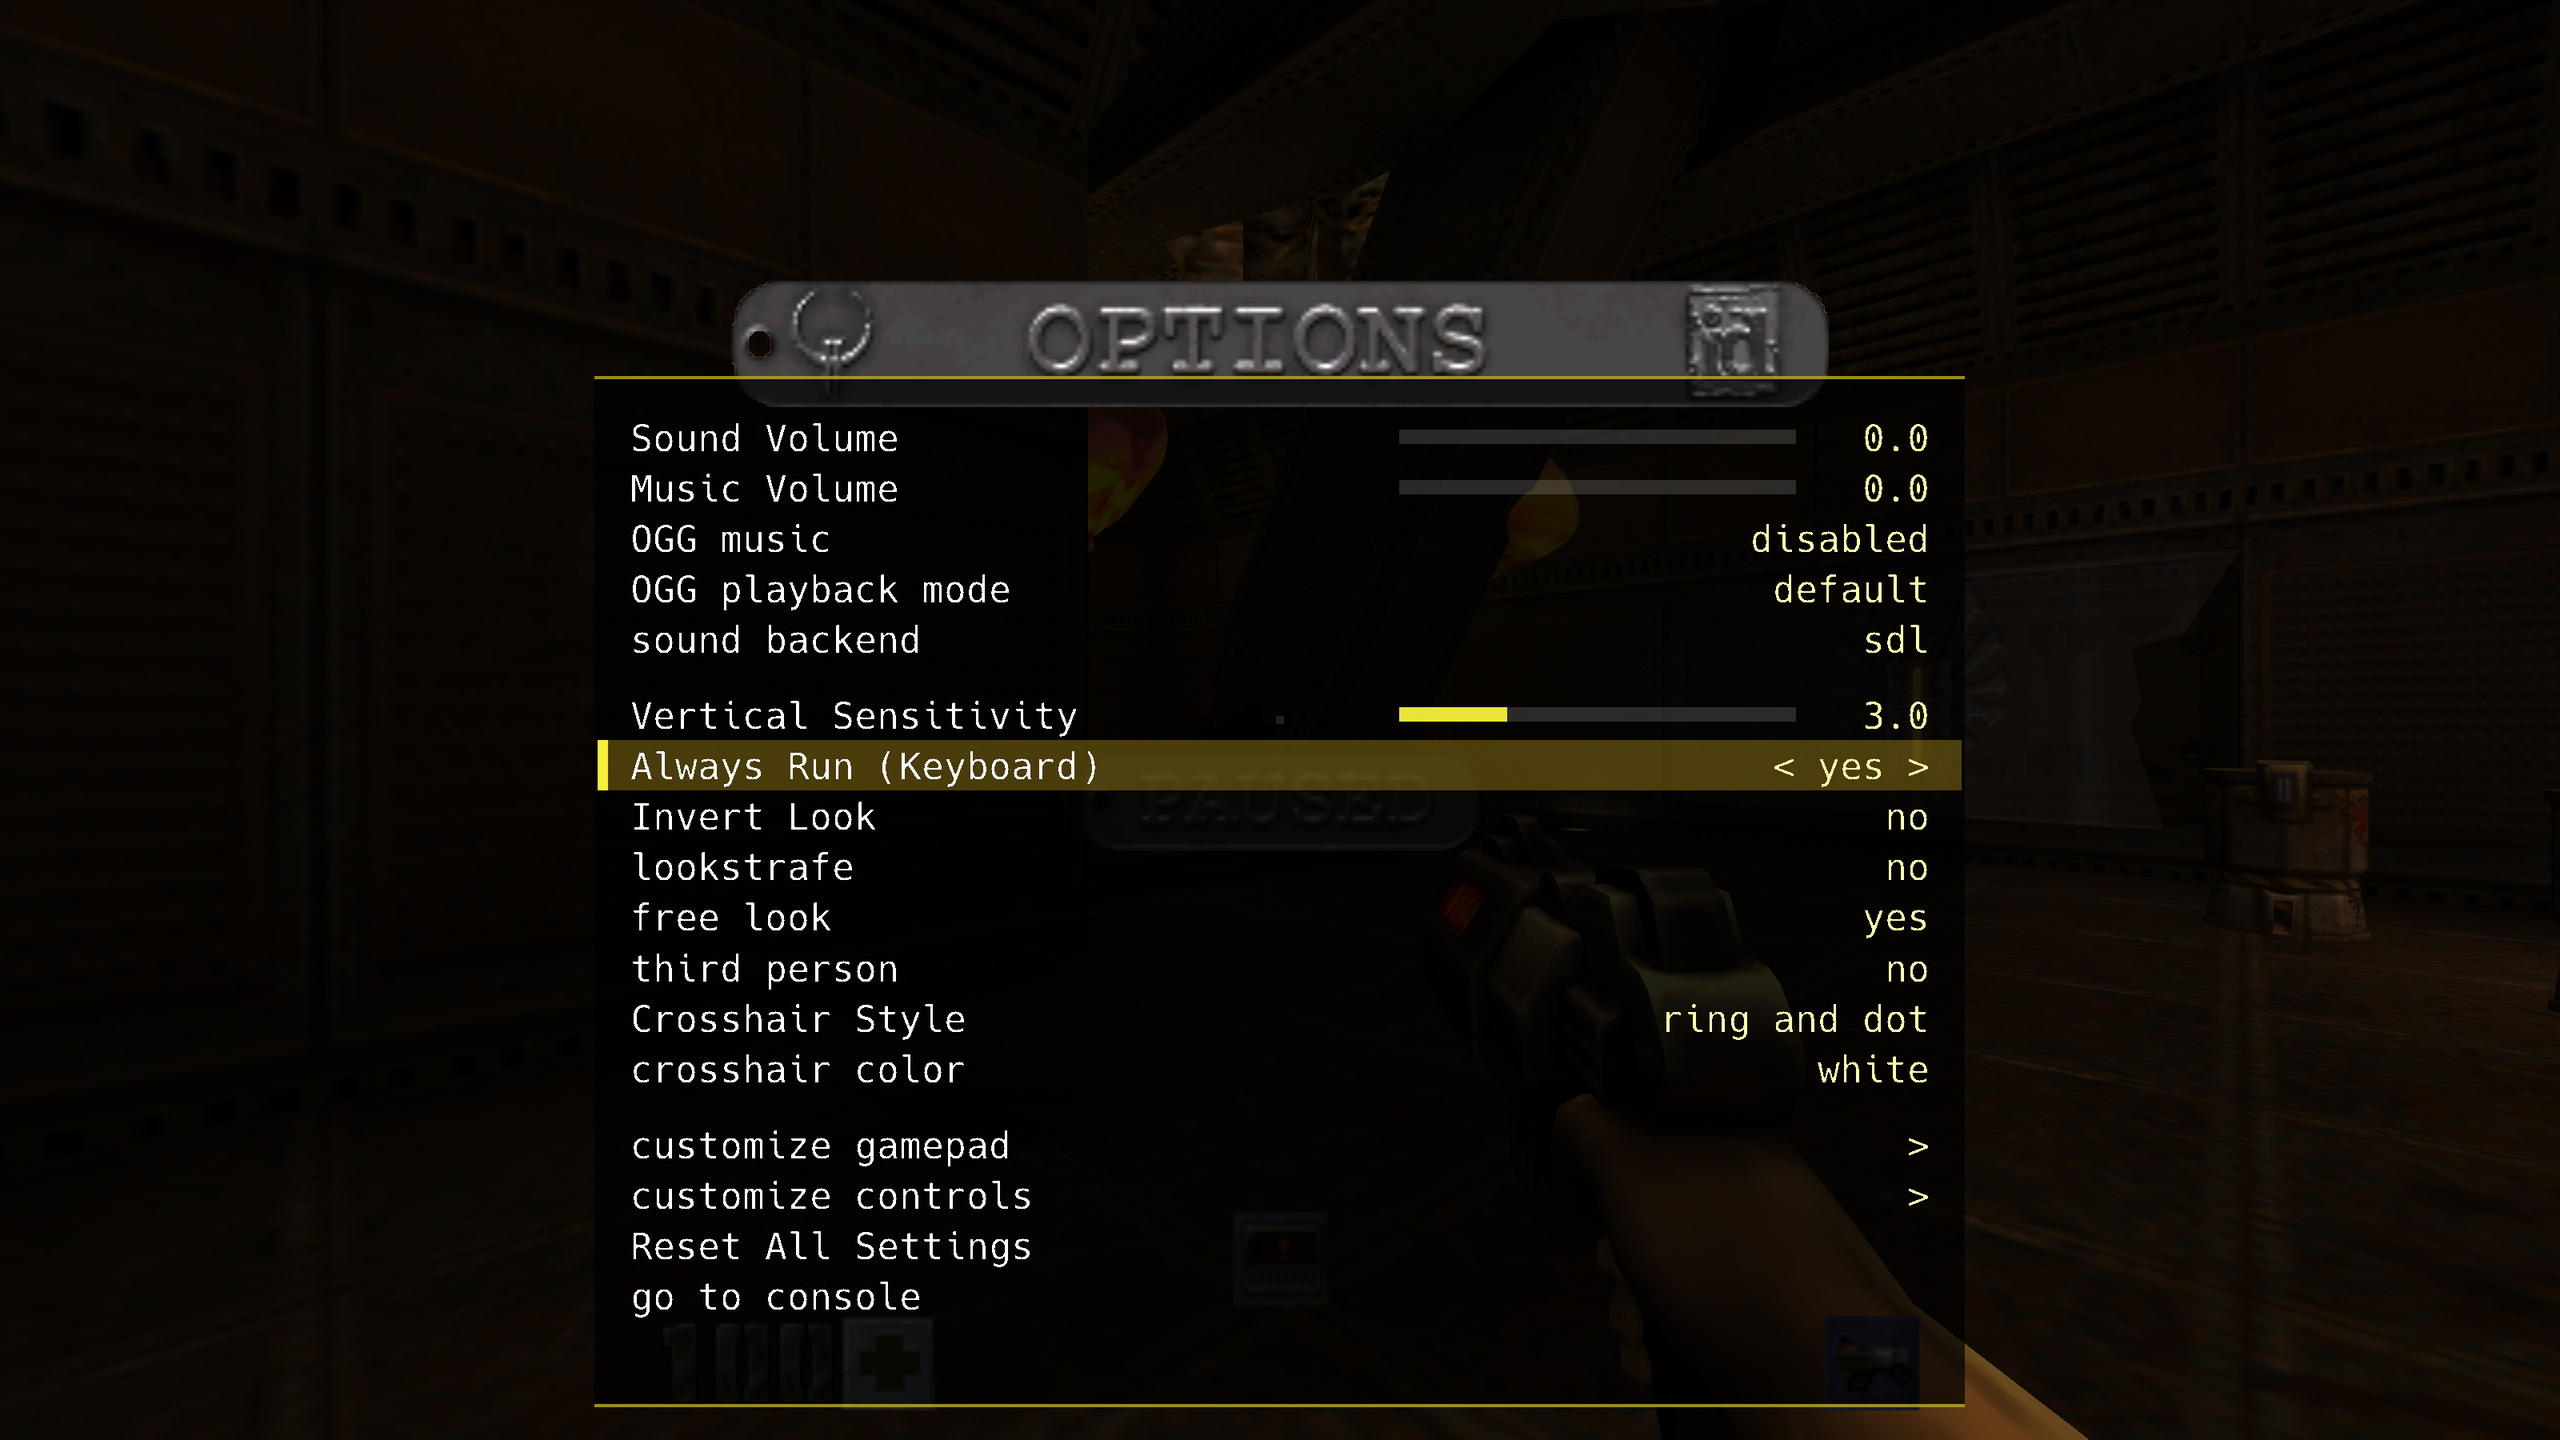 OPTIONS
Sound Volume 0.0
Music Volume 0.0
OGG music disabled
OGG playback mode default
sound backend sdl
Vertical Sensitivity 3.0
Always Run (Keyboard) < yes >
PAUSED
Invert Look no
lookstrafe no
free look yes
third person no
Crosshair Style ring and dot
crosshair color white
customize gamepad >
customize controls >
Reset All Settings
go to console
100